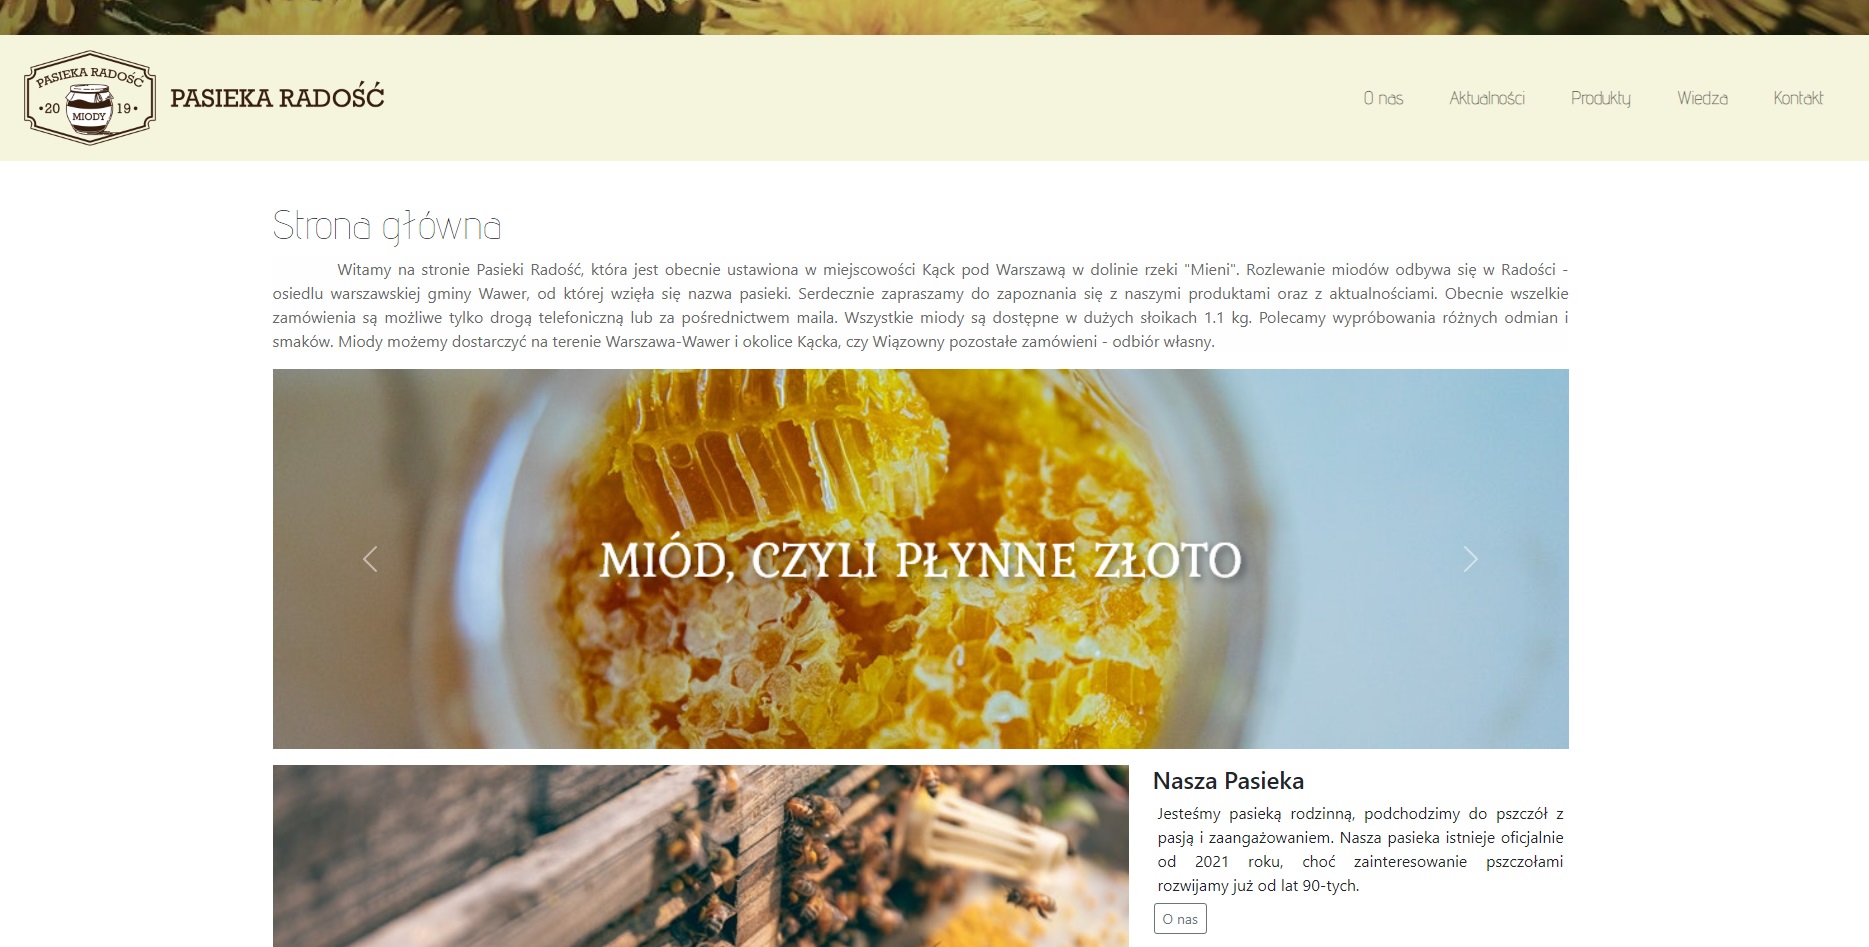 PASIEKA RADOŚĆ
20 19
MIODY
PASIEKA RADOŚĆ
O nas
Aktualności
Produkty
Wiedza
Kontakt
Strona główna
Witamy na stronie Pasieki Radość, która jest obecnie ustawiona w miejscowości Kąck pod Warszawą w dolinie rzeki "Mieni". Rozlewanie miodów odbywa się w Radości -
osiedlu warszawskiej gminy Wawer, od której wzięła się nazwa pasieki. Serdecznie zapraszamy do zapoznania się z naszymi produktami oraz z aktualnościami. Obecnie wszelkie
zamówienia są możliwe tylko drogą telefoniczną lub za pośrednictwem maila. Wszystkie miody są dostępne w dużych słoikach 1.1 kg. Polecamy wypróbowania różnych odmian i
smaków. Miody możemy dostarczyć na terenie Warszawa-Wawer i okolice Kącka, czy Wiązowny pozostałe zamówieni - odbiór własny.
MIÓD, CZYLI PŁYNNE ZŁOTO
Nasza Pasieka
Jesteśmy pasieką rodzinną, podchodzimy do pszczół z
pasją i zaangażowaniem. Nasza pasieka istnieje oficjalnie
od 2021 roku, choć zainteresowanie pszczołami
rozwijamy już od lat 90-tych.
O nas